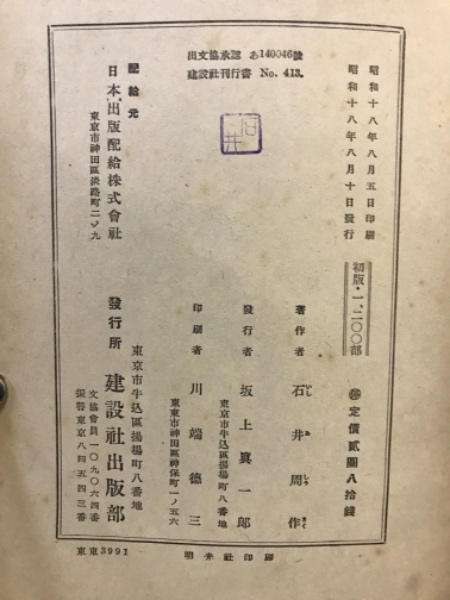 出文協承認 あ140046號
建設社刊行書 No. 413.
昭和十八年八月五日印刷
昭和十八年八月十日發行
初版・一、二〇〇部
定價貳圓八拾錢
著作者 石井周作
發行者 坂上眞一郎
東京市牛込區揚場町八番地
印刷者 川端德三
東京市神田區神保町一ノ五六
東京市牛込區揚場町八番地
發行所 建設社出版部
文協會員一〇九〇六四番
振替東京八四五四三番
配給元
日本出版配給株式會社
東京市神田區淡路町二ノ九
石井
東東3991
明光社印刷